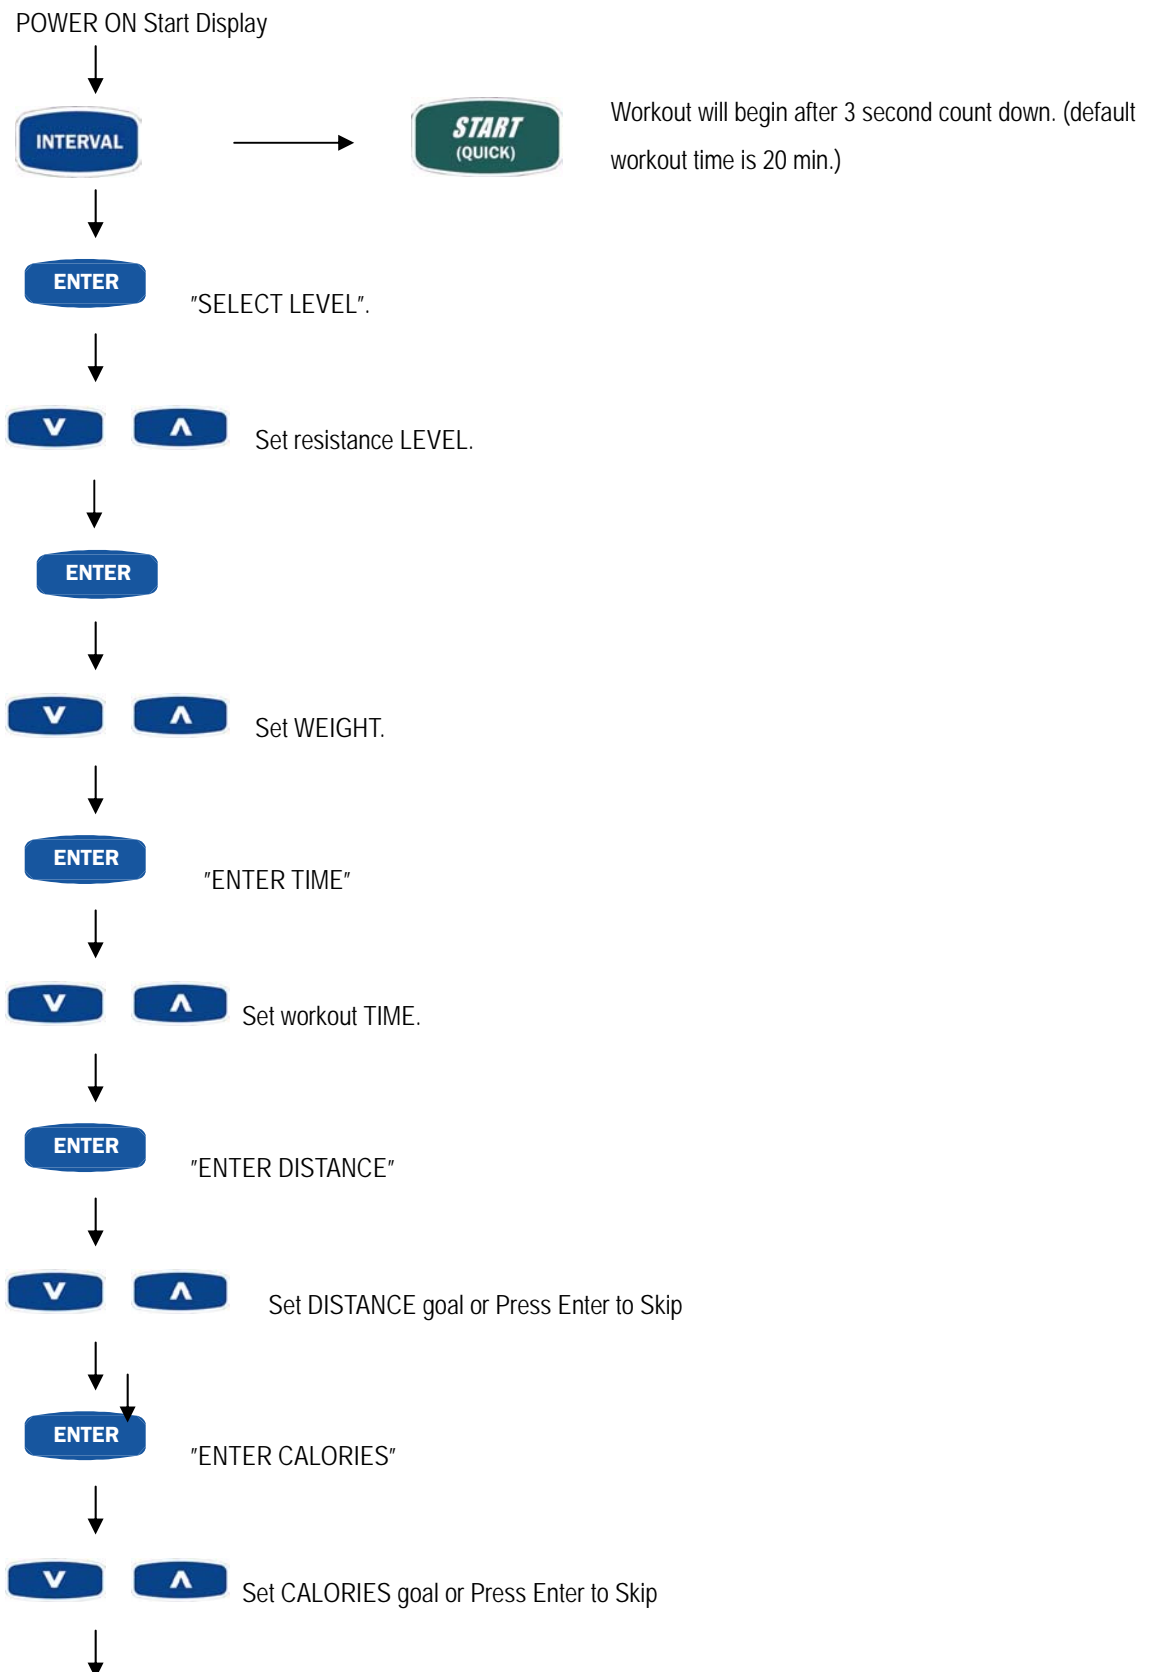 POWER ON Start Display
INTERVAL
START
(QUICK)
Workout will begin after 3 second count down. (default
workout time is 20 min.)
ENTER
"SELECT LEVEL".
V Λ Set resistance LEVEL.
ENTER
V Λ Set WEIGHT.
ENTER
"ENTER TIME"
V Λ Set workout TIME.
ENTER
"ENTER DISTANCE"
V Λ Set DISTANCE goal or Press Enter to Skip
ENTER
"ENTER CALORIES"
V Λ Set CALORIES goal or Press Enter to Skip